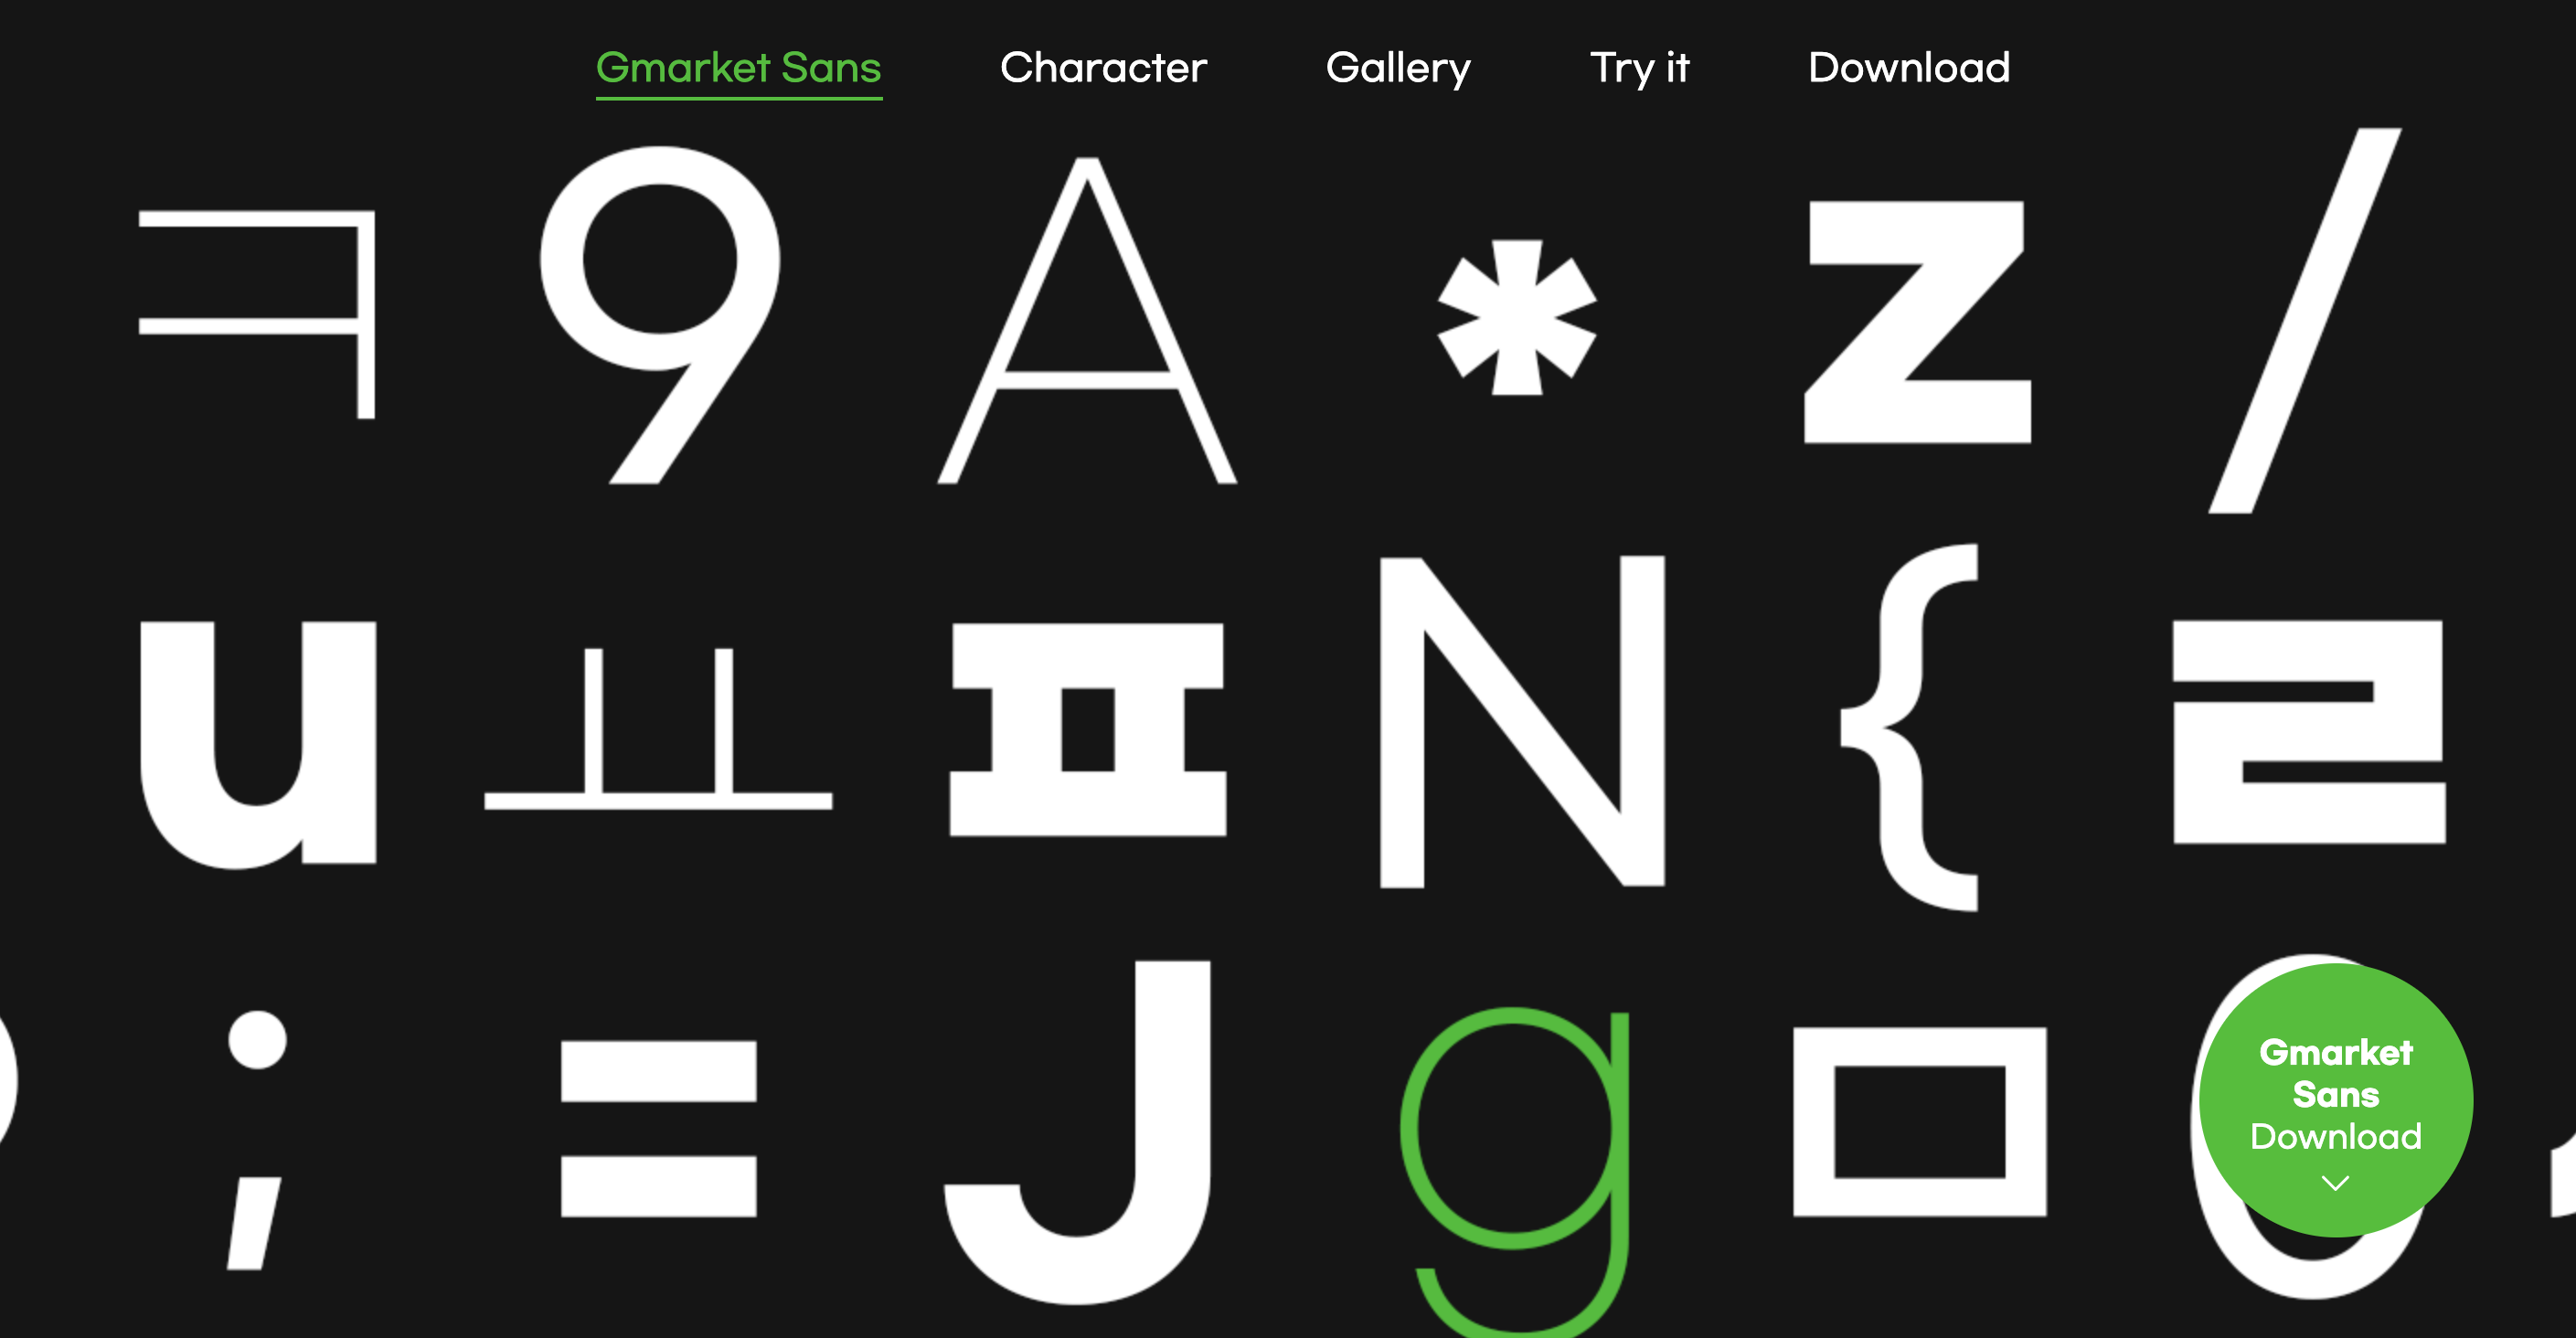 Gmarket Sans Character Gallery Try it Download
ㅋ 9 A * z /
u ㅛ ㅍ N { ㄹ
; = J g ㅁ
Gmarket
Sans
Download